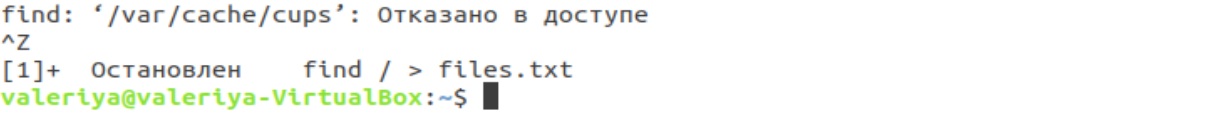 find: ‘/var/cache/cups’: Отказано в доступе
^Z
[1]+  Остановлен    find / > files.txt
valeriya@valeriya-VirtualBox:~$